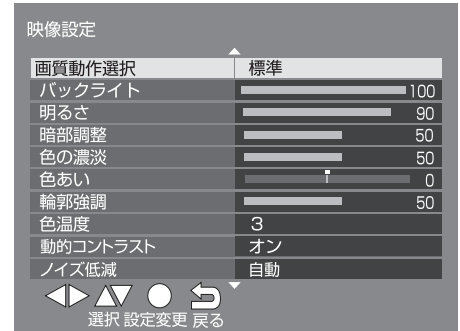 映像設定
画質動作選択 標準
バックライト 100
明るさ 90
暗部調整 50
色の濃淡 50
色あい 0
輪郭強調 50
色温度 3
動的コントラスト オン
ノイズ低減 自動
選択 設定変更 戻る